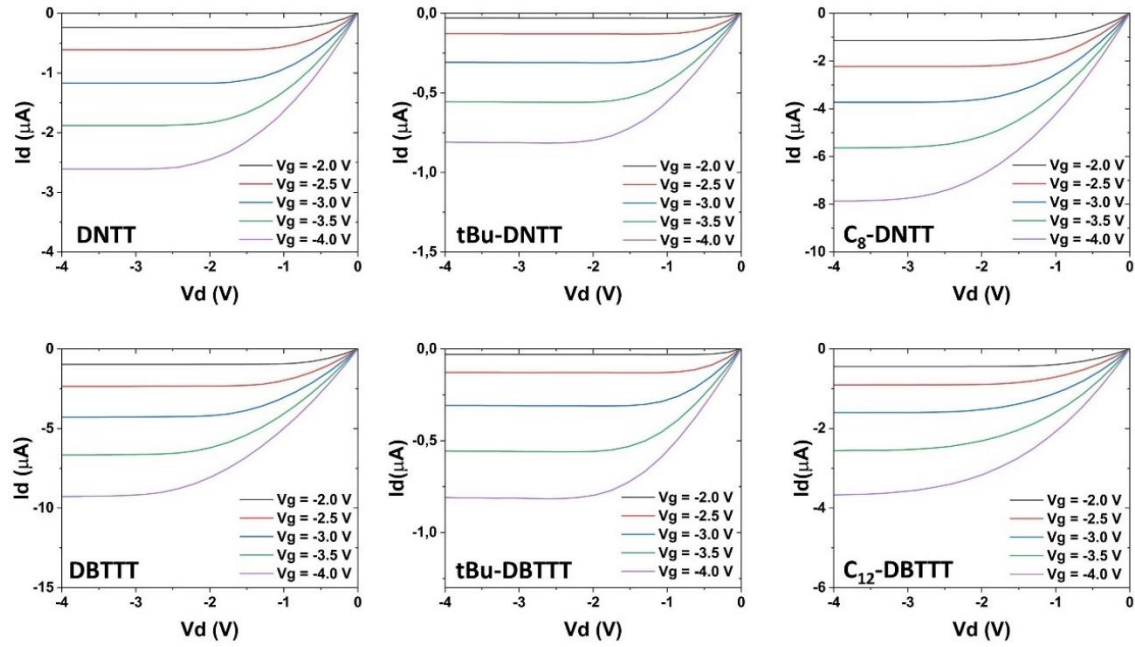 0
-1
-2
-3
-4
Id (µA)
-4 -3 -2 -1 0
Vd (V)
Vg = -2.0 V
Vg = -2.5 V
Vg = -3.0 V
Vg = -3.5 V
Vg = -4.0 V
DNTT
0,0
-0,5
-1,0
-1,5
Id (µA)
-4 -3 -2 -1 0
Vd (V)
Vg = -2.0 V
Vg = -2.5 V
Vg = -3.0 V
Vg = -3.5 V
Vg = -4.0 V
tBu-DNTT
0
-2
-4
-6
-8
-10
Id (µA)
-4 -3 -2 -1 0
Vd (V)
Vg = -2.0 V
Vg = -2.5 V
Vg = -3.0 V
Vg = -3.5 V
Vg = -4.0 V
C₈-DNTT
0
-5
-10
-15
Id (µA)
-4 -3 -2 -1 0
Vd (V)
Vg = -2.0 V
Vg = -2.5 V
Vg = -3.0 V
Vg = -3.5 V
Vg = -4.0 V
DBTTT
0,0
-0,5
-1,0
Id(µA)
-4 -3 -2 -1 0
Vd (V)
Vg = -2.0 V
Vg = -2.5 V
Vg = -3.0 V
Vg = -3.5 V
Vg = -4.0 V
tBu-DBTTT
0
-2
-4
-6
Id (µA)
-4 -3 -2 -1 0
Vd (V)
Vg = -2.0 V
Vg = -2.5 V
Vg = -3.0 V
Vg = -3.5 V
Vg = -4.0 V
C₁₂-DBTTT